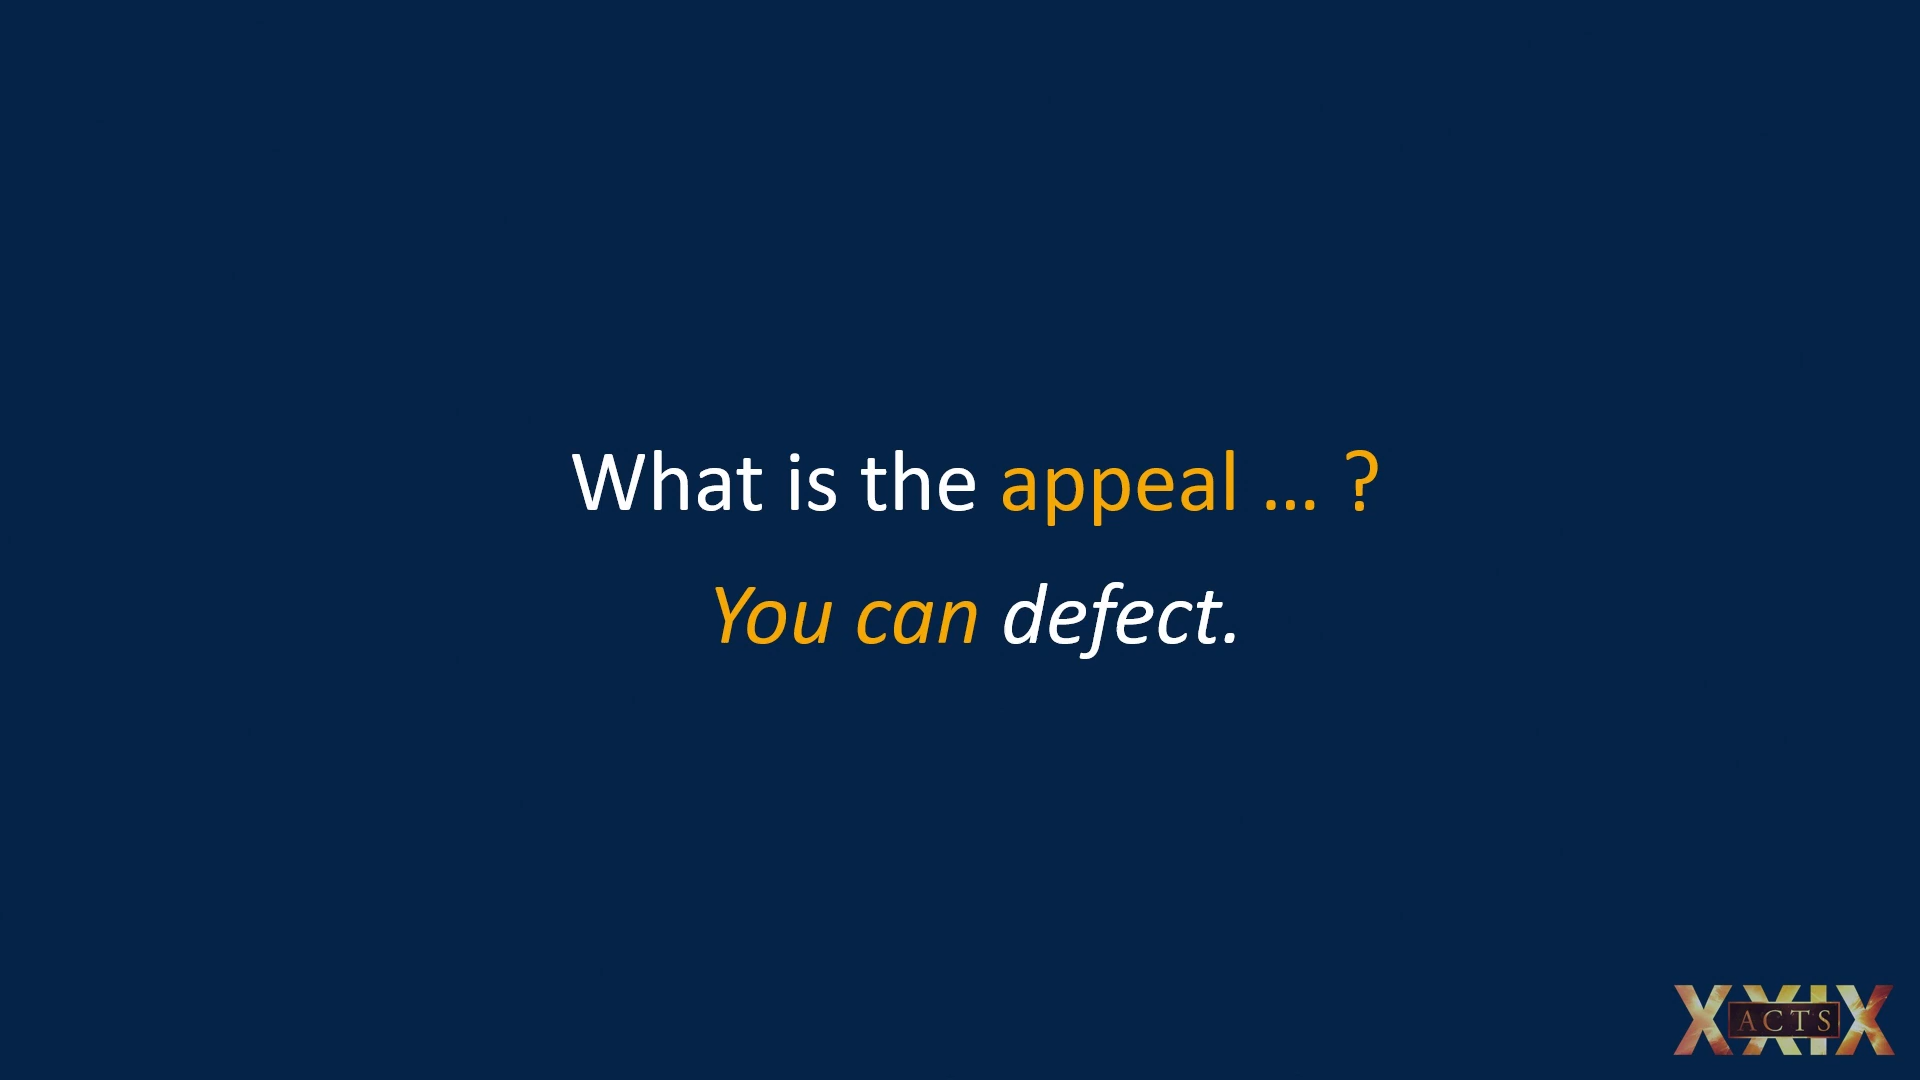 What is the appeal ... ?
You can defect.
XXIX
ACTS